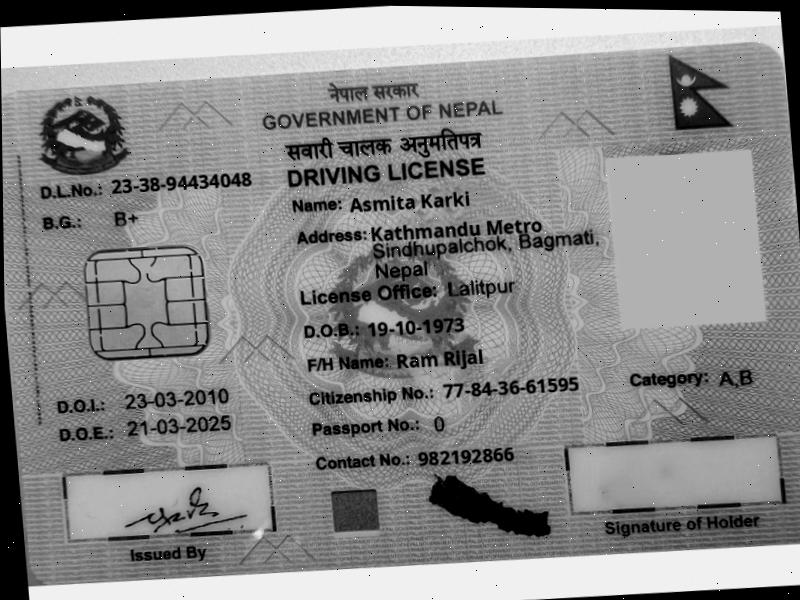 नेपाल सरकार
GOVERNMENT OF NEPAL
सवारी चालक अनुमतिपत्र
DRIVING LICENSE
D.L.No.: 23-38-94434048
B.G.: B+
Name: Asmita Karki
Address: Kathmandu Metro
Sindhupalchok, Bagmati,
Nepal
License Office: Lalitpur
D.O.B.: 19-10-1973
F/H Name: Ram Rijal
Citizenship No.: 77-84-36-61595
Category: A,B
D.O.I.: 23-03-2010
D.O.E.: 21-03-2025
Passport No.: 0
Contact No.: 982192866
Issued By
Signature of Holder